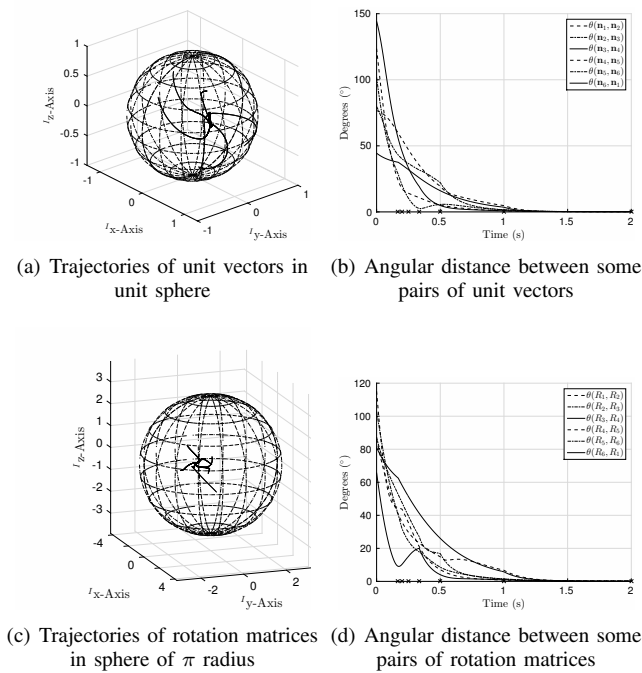 1
0.5
0
-0.5
-1
ᴵz-Axis
-1
0
1
ᴵx-Axis
-1
0
1
ᴵy-Axis
150
100
50
0
Degrees (°)
0 0.5 1 1.5 2
Time (s)
θ(n₁, n₂)
θ(n₂, n₃)
θ(n₃, n₄)
θ(n₄, n₅)
θ(n₅, n₆)
θ(n₆, n₁)
(a) Trajectories of unit vectors in
unit sphere
(b) Angular distance between some
pairs of unit vectors
3
2
1
0
-1
-2
-3
ᴵz-Axis
-4
0
4
ᴵx-Axis
-2
0
2
ᴵy-Axis
120
100
80
60
40
20
0
Degrees (°)
0 0.5 1 1.5 2
Time (s)
θ(R₁, R₂)
θ(R₂, R₃)
θ(R₃, R₄)
θ(R₄, R₅)
θ(R₅, R₆)
θ(R₆, R₁)
(c) Trajectories of rotation matrices
in sphere of π radius
(d) Angular distance between some
pairs of rotation matrices